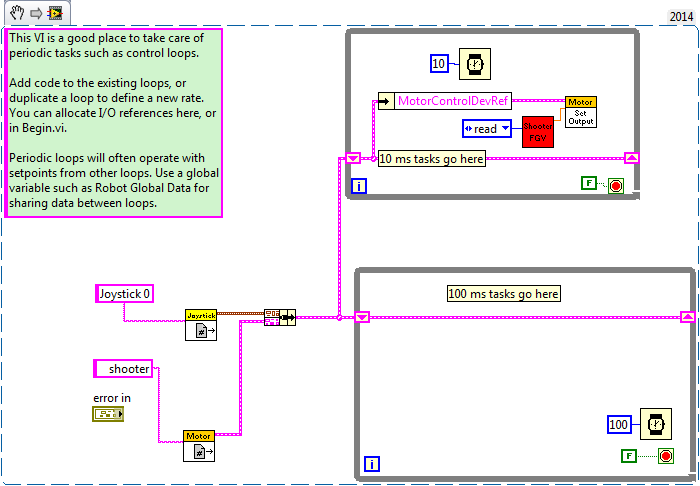 2014
This VI is a good place to take care of
periodic tasks such as control loops.
Add code to the existing loops, or
duplicate a loop to define a new rate.
You can allocate I/O references here, or
in Begin.vi.
Periodic loops will often operate with
setpoints from other loops. Use a global
variable such as Robot Global Data for
sharing data between loops.
10
MotorControlDevRef
Motor
Set
Output
read
Shooter
FGV
10 ms tasks go here
i
F
Joystick 0
Joystick
#
shooter
error in
Motor
#
100 ms tasks go here
100
i
F